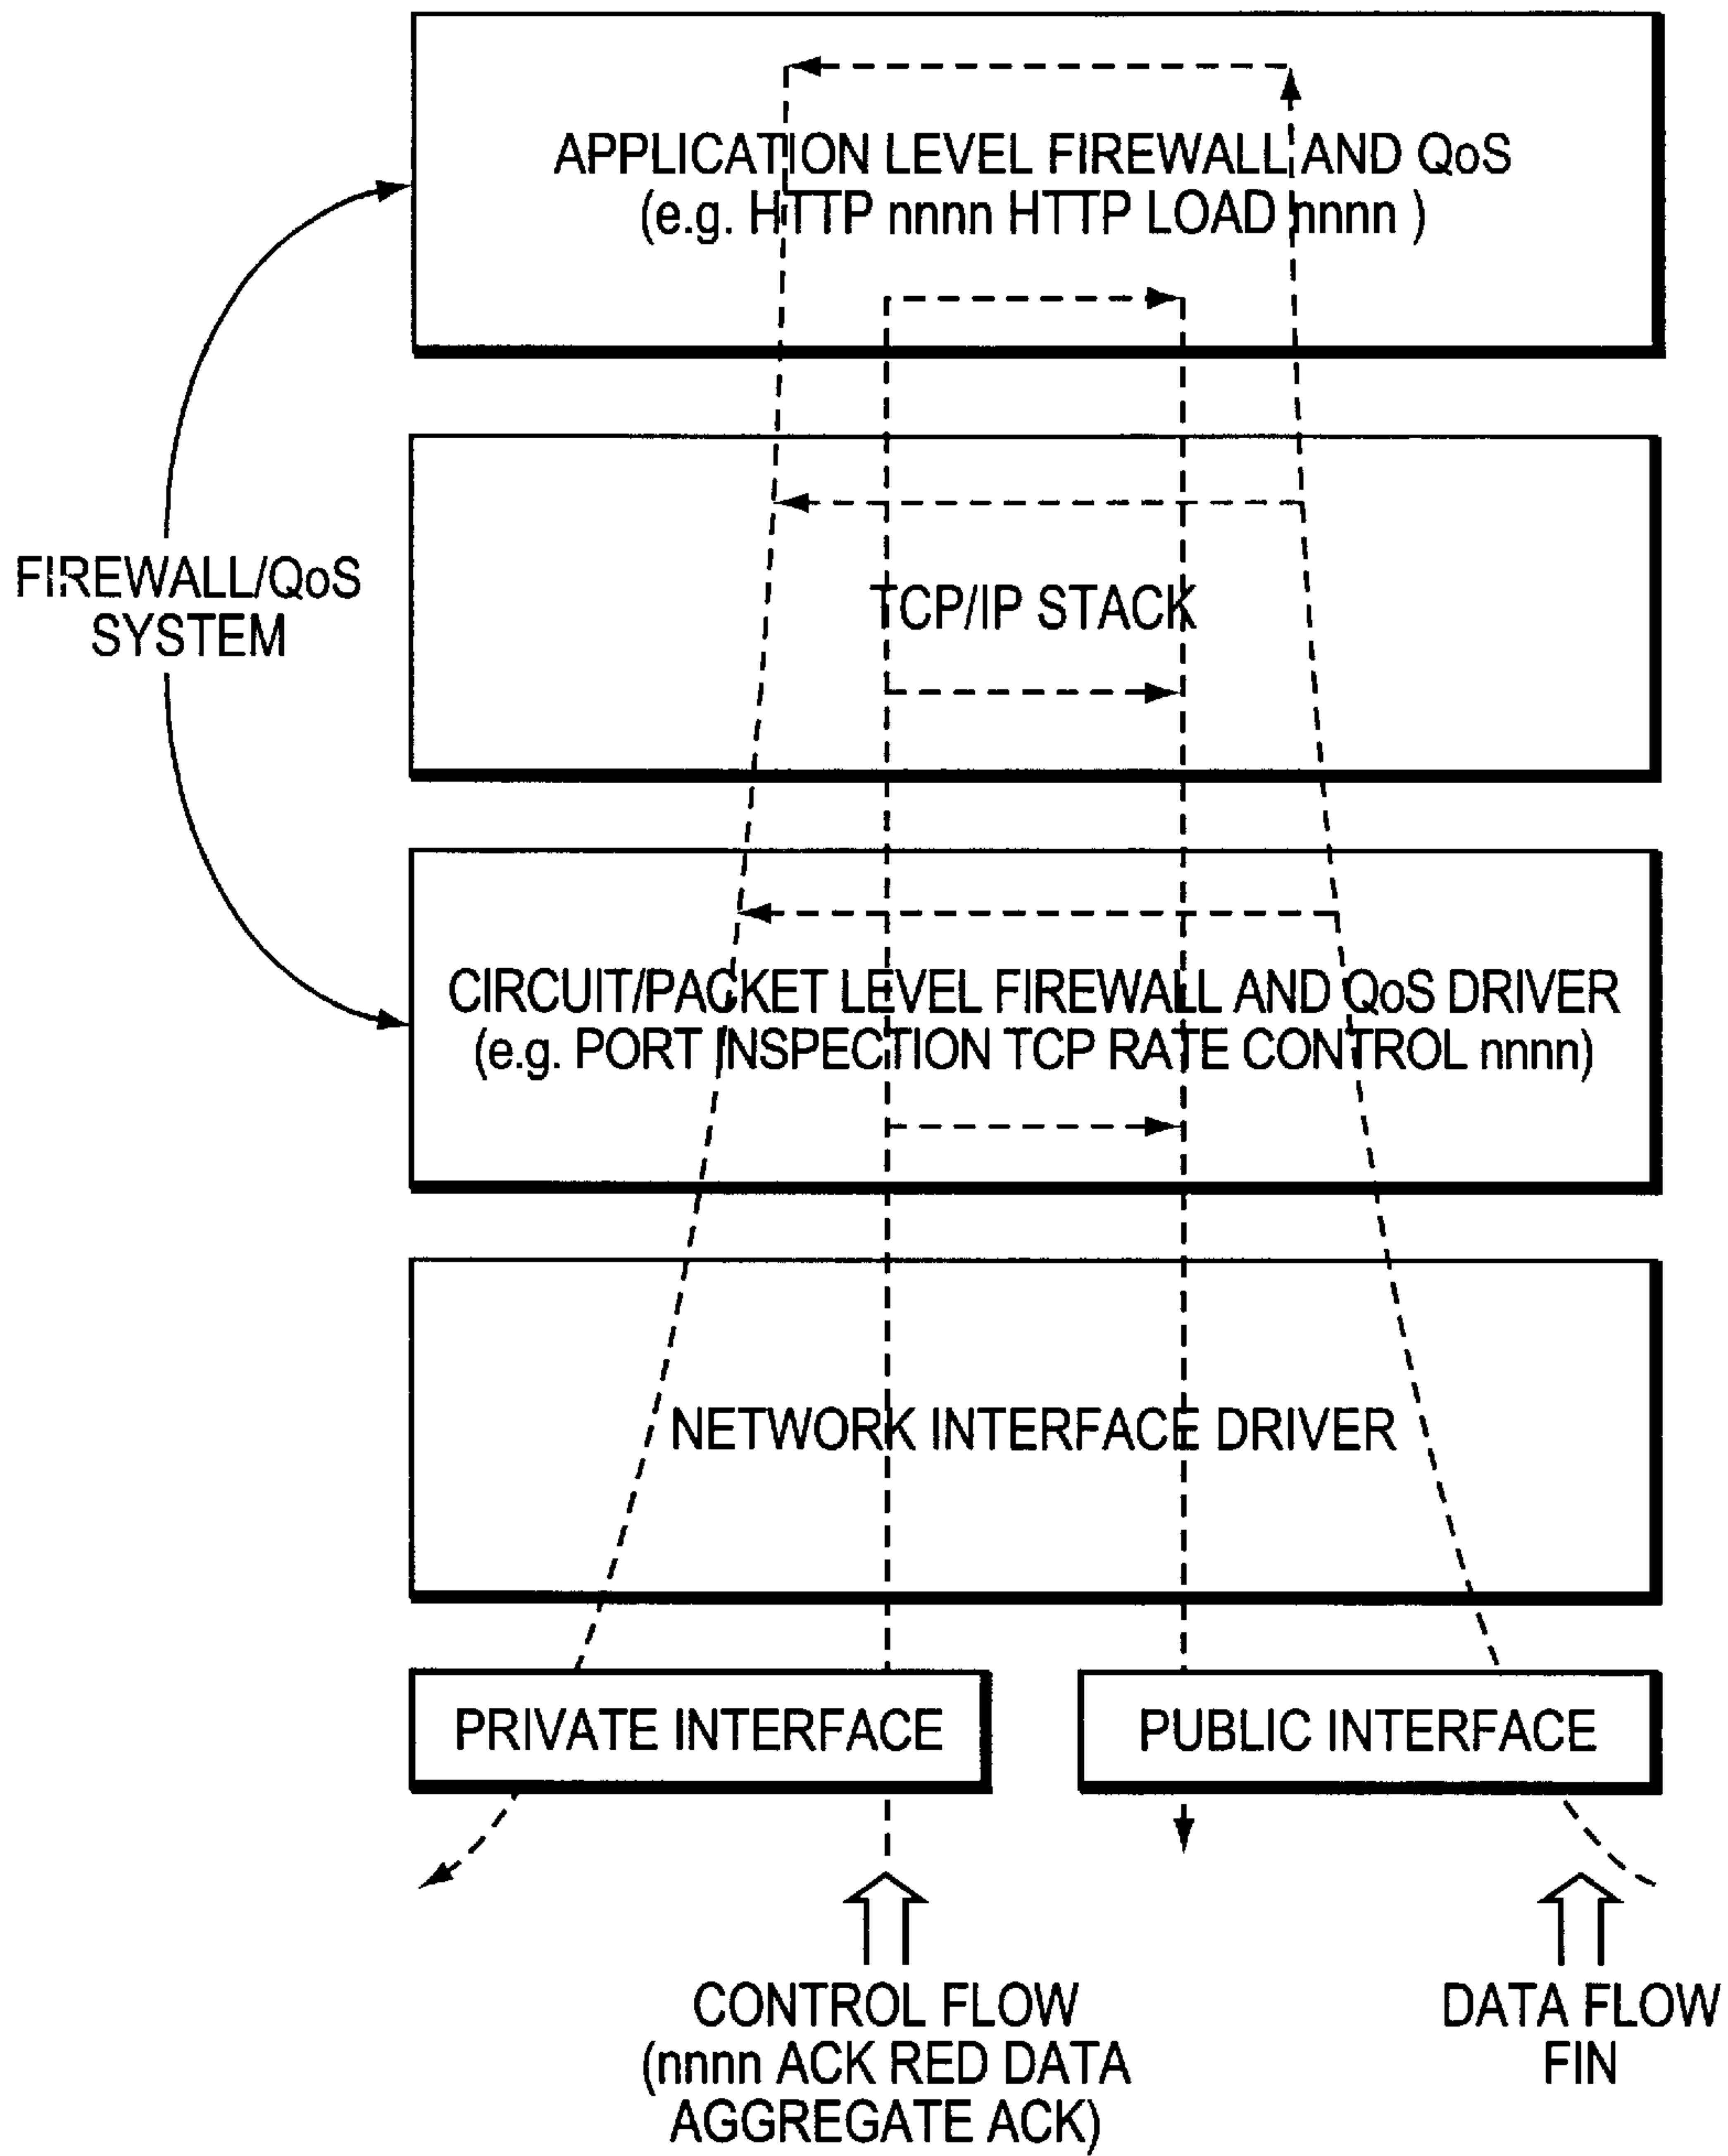 APPLICATION LEVEL FIREWALL AND QoS
(e.g. HTTP nnnn HTTP LOAD nnnn )
FIREWALL/QoS
SYSTEM
TCP/IP STACK
CIRCUIT/PACKET LEVEL FIREWALL AND QoS DRIVER
(e.g. PORT INSPECTION TCP RATE CONTROL nnnn)
NETWORK INTERFACE DRIVER
PRIVATE INTERFACE
PUBLIC INTERFACE
CONTROL FLOW
(nnnn ACK RED DATA
AGGREGATE ACK)
DATA FLOW
FIN